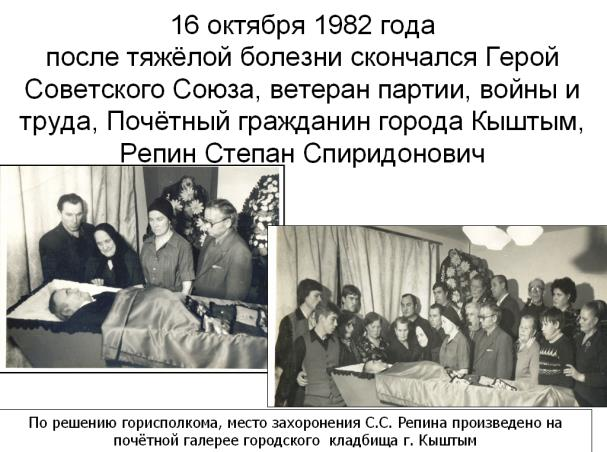 16 октября 1982 года
после тяжёлой болезни скончался Герой
Советского Союза, ветеран партии, войны и
труда, Почётный гражданин города Кыштым,
Репин Степан Спиридонович
По решению горисполкома, место захоронения С.С. Репина произведено на
почётной галерее городского кладбища г. Кыштым